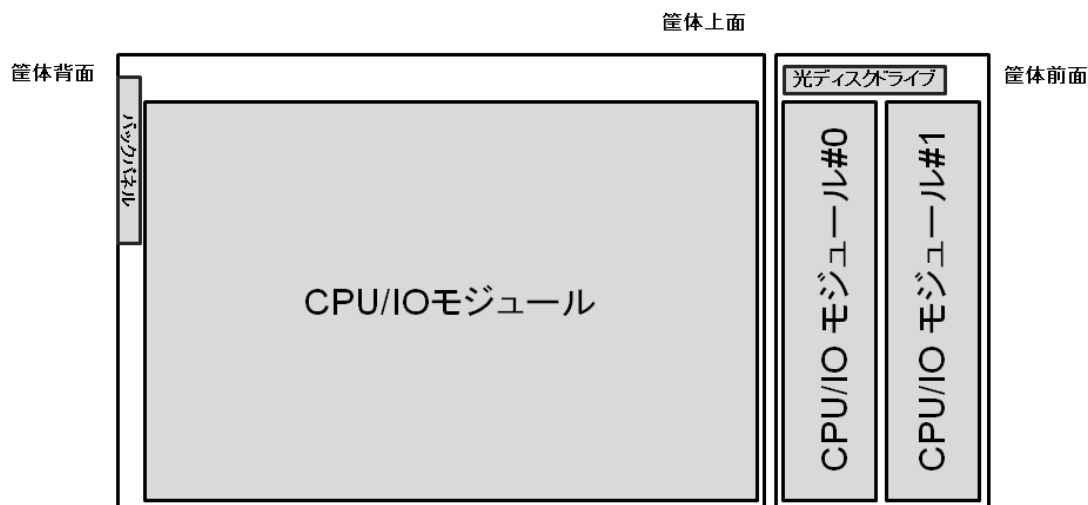 筐体上面
筐体背面
光ディスクドライブ
筐体前面
バックパネル
CPU/IOモジュール
CPU/IO モジュール#0
CPU/IO モジュール#1